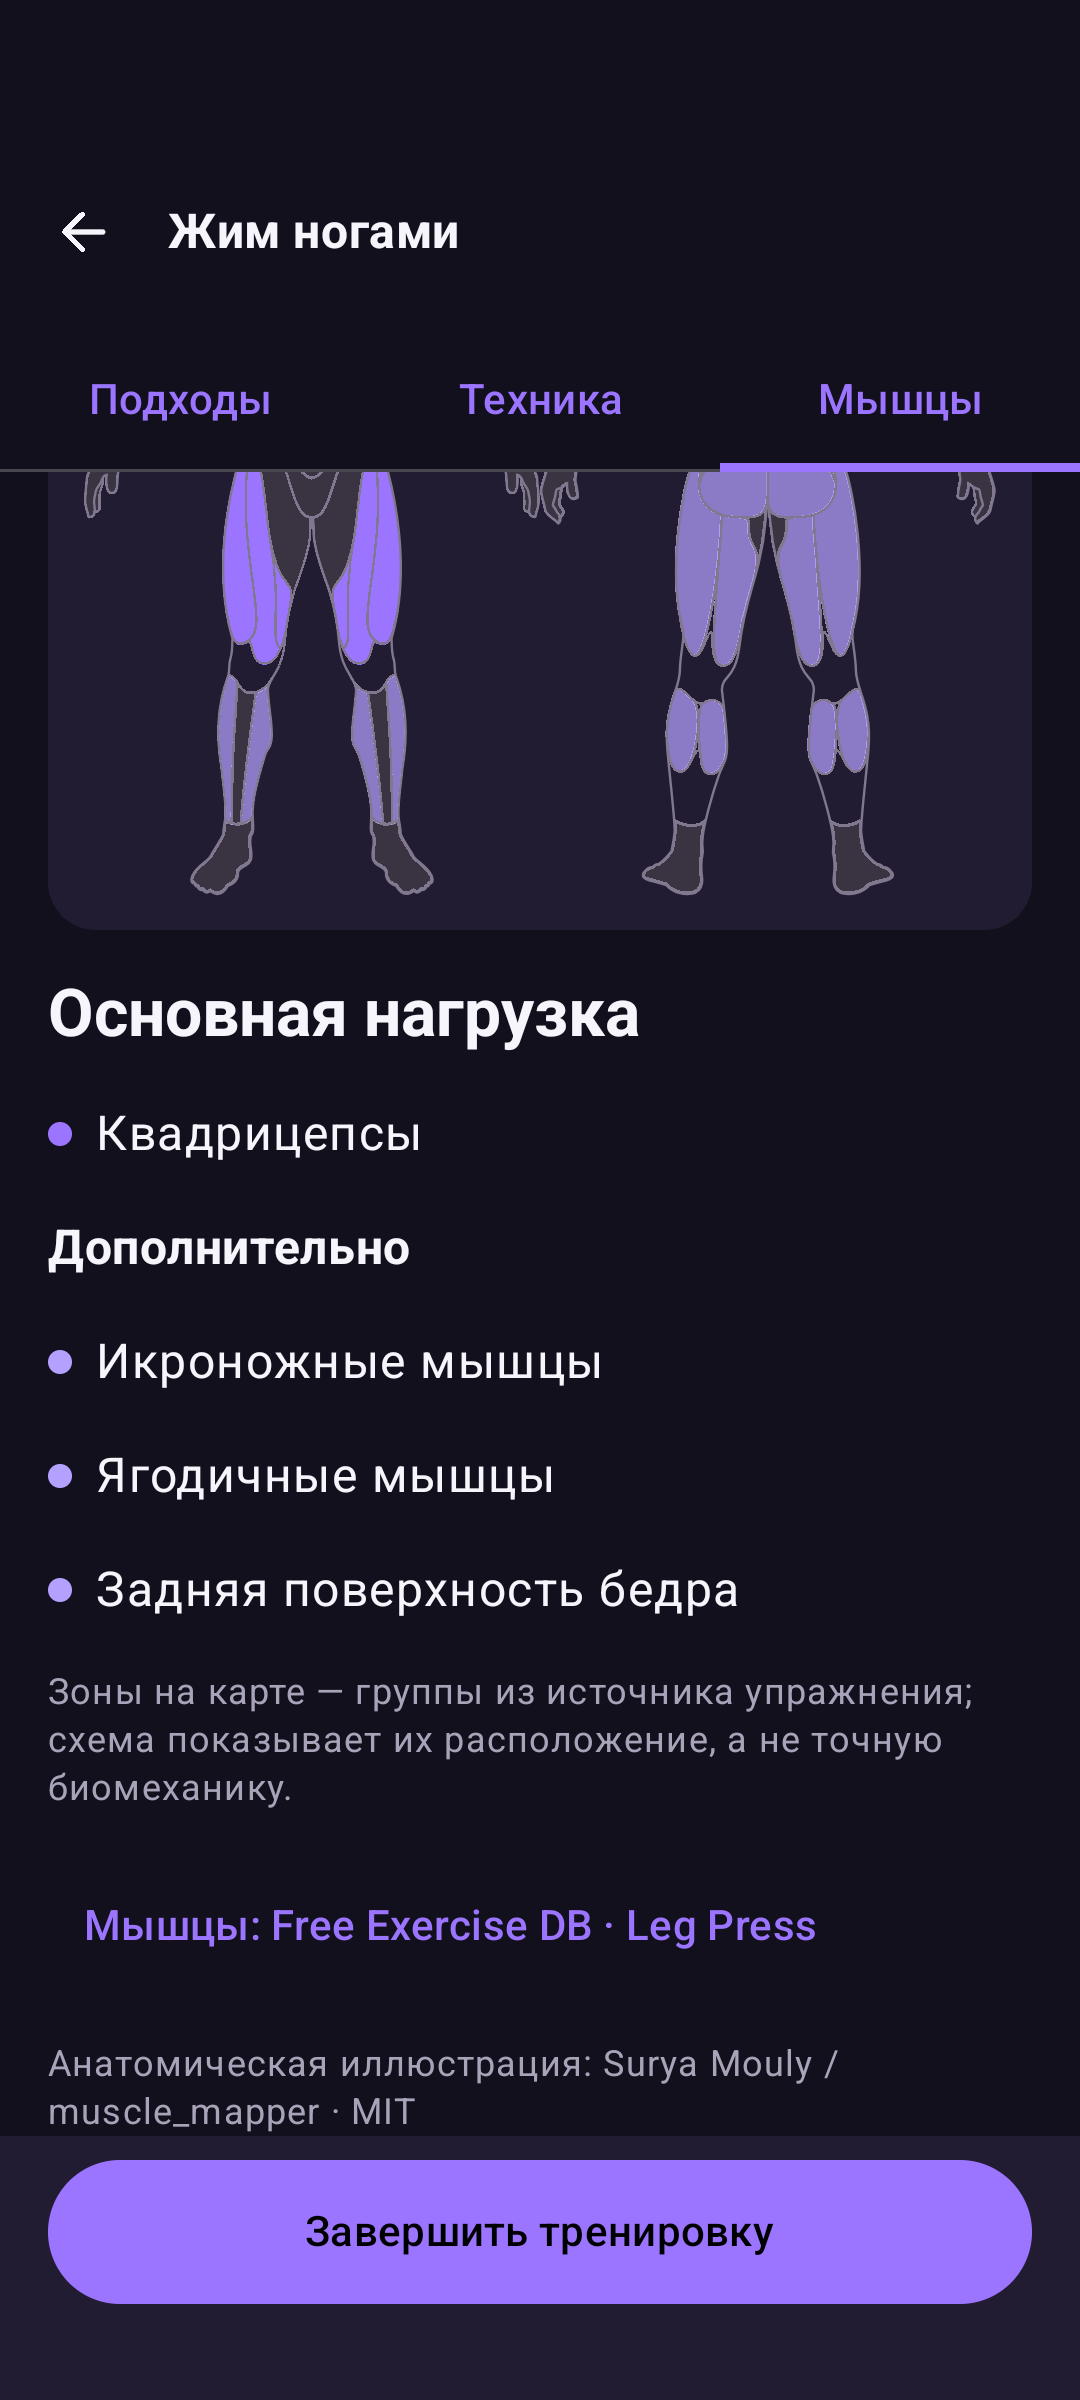 Жим ногами
Подходы
Техника
Мышцы
Основная нагрузка
Квадрицепсы
Дополнительно
Икроножные мышцы
Ягодичные мышцы
Задняя поверхность бедра
Зоны на карте — группы из источника упражнения;
схема показывает их расположение, а не точную
биомеханику.
Мышцы: Free Exercise DB · Leg Press
Анатомическая иллюстрация: Surya Mouly /
muscle_mapper · MIT
Завершить тренировку